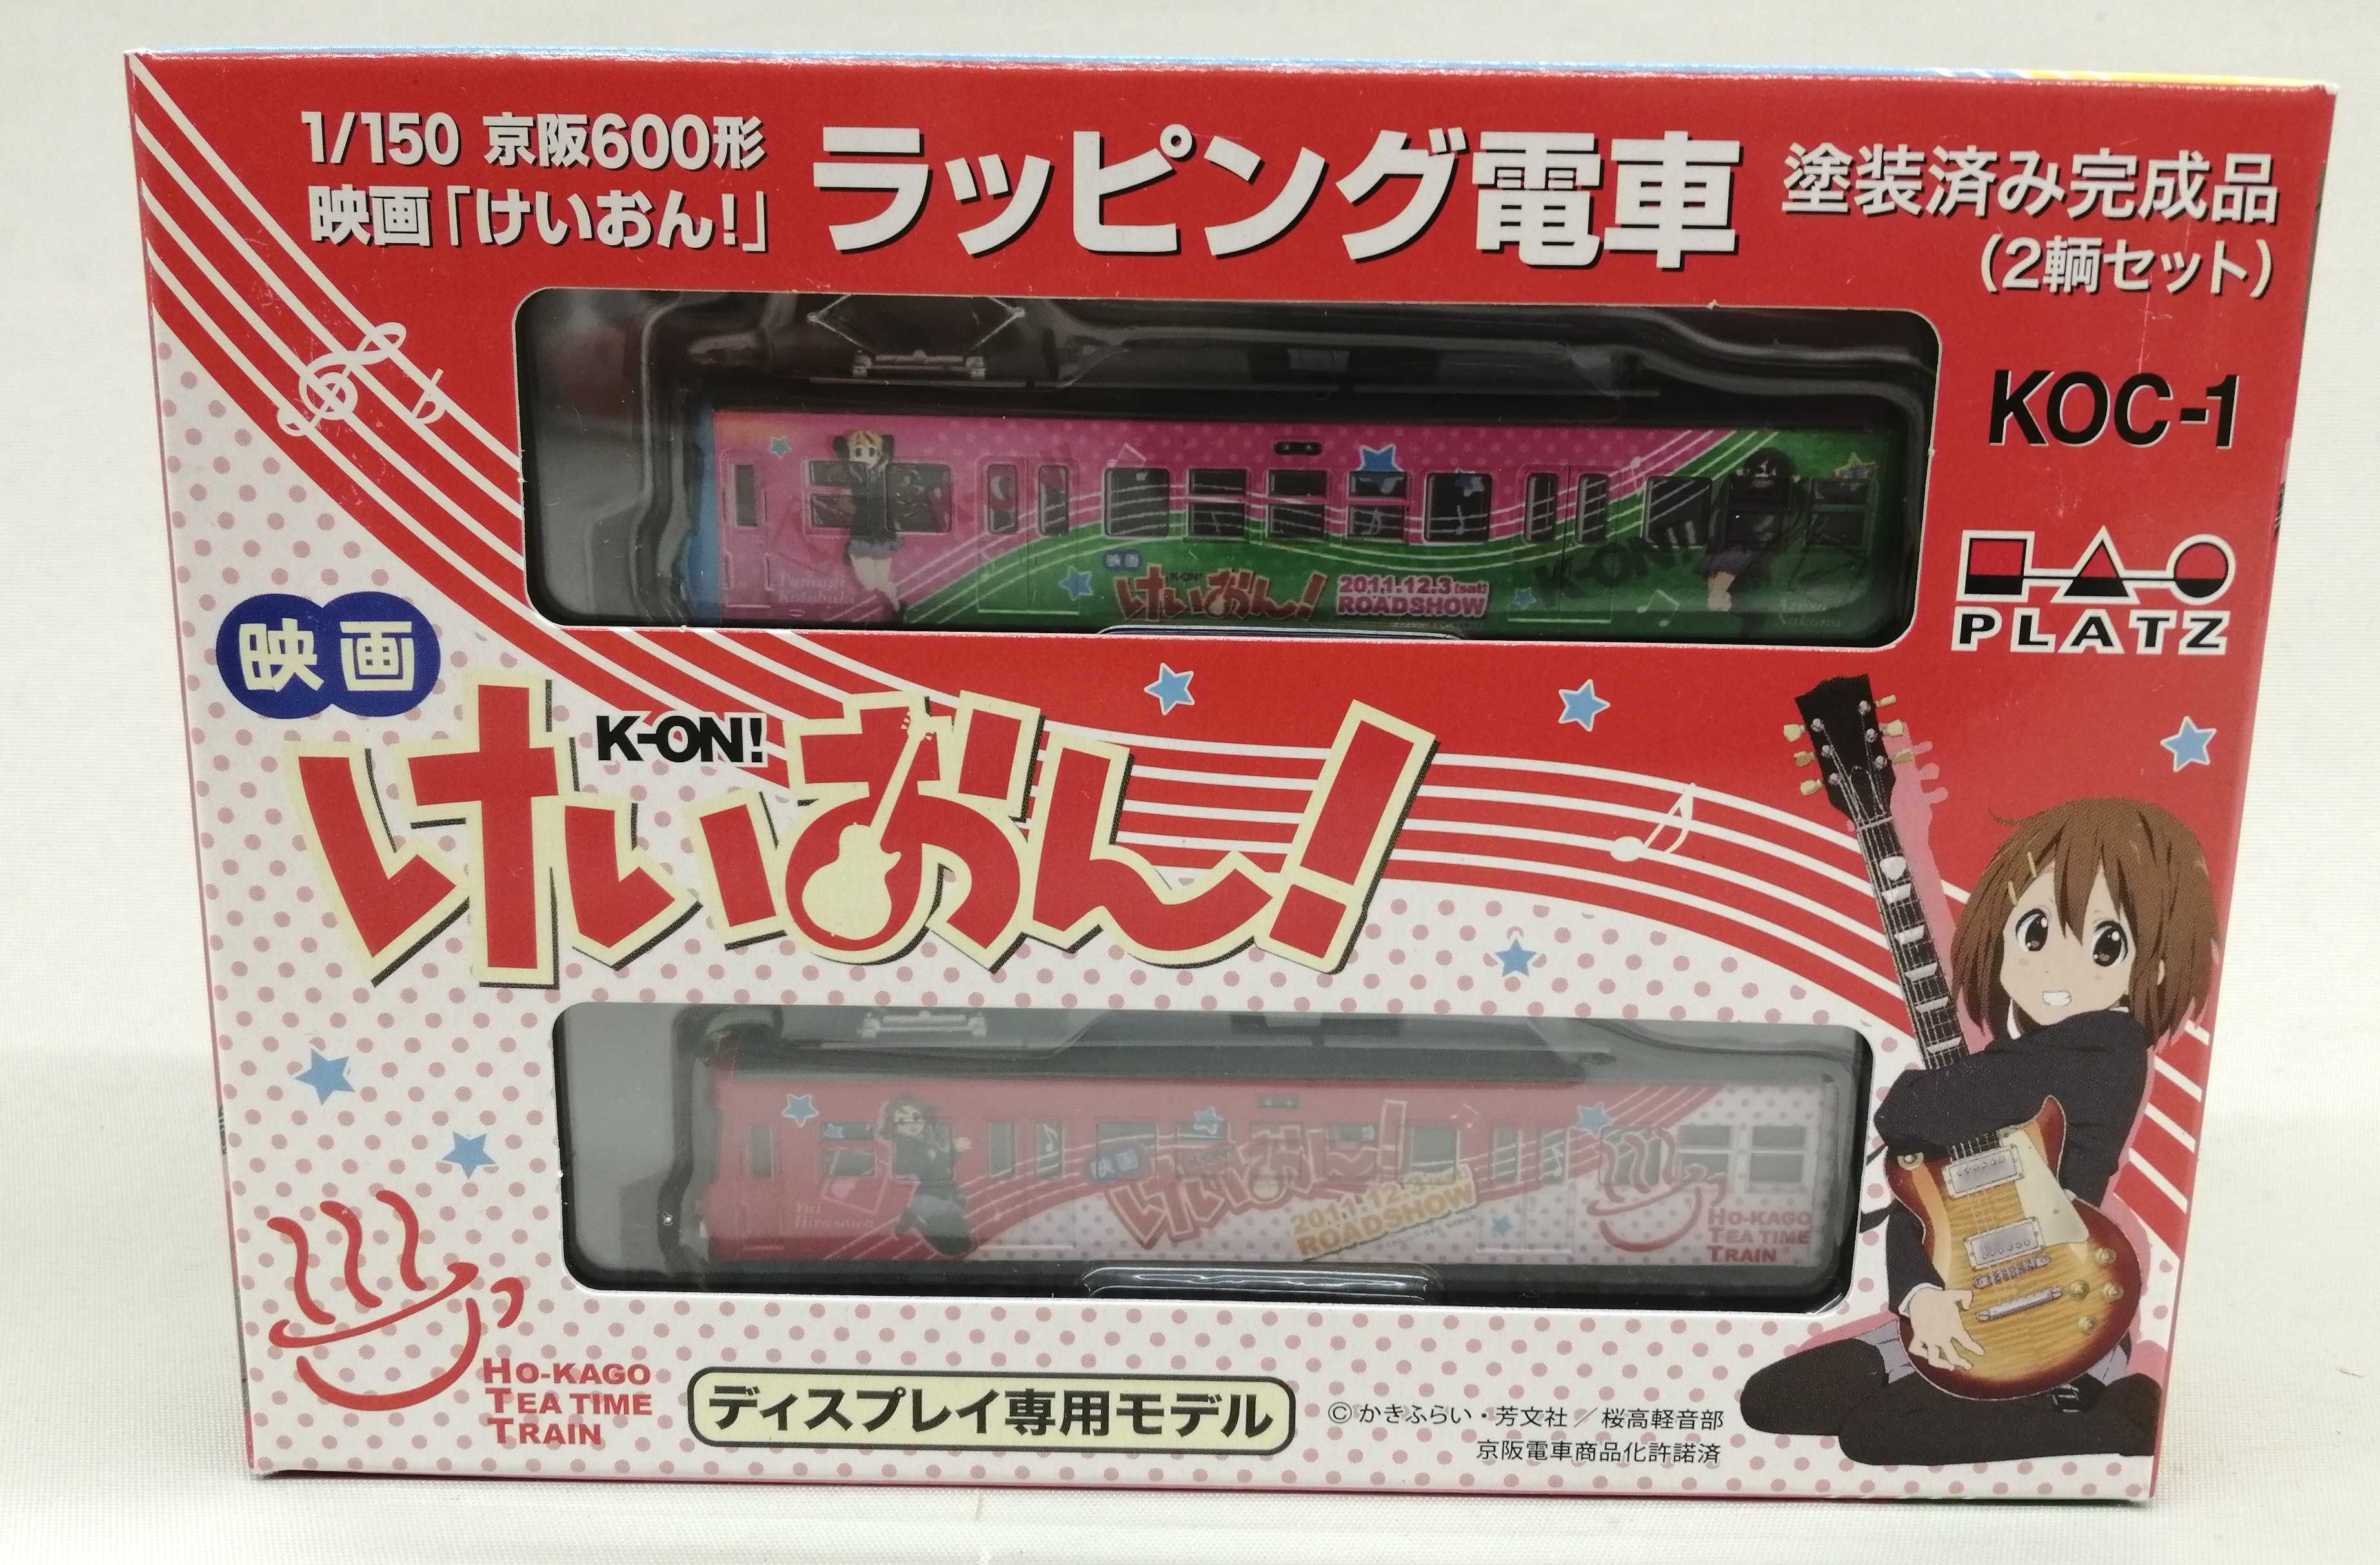 1/150 京阪600形
映画「けいおん!」
ラッピング電車
塗装済み完成品
(2輌セット)
KOC-1
PLATZ
Tsumugi
Kotobuki
映画
K-ON!
けいおん!
2011.12.3(sat)
ROADSHOW
K-ON!
Azusa
Nakano
映画
K-ON!
けいおん!
Yui
Hirasawa
映画
けいおん!
2011.12.3
ROADSHOW
HO-KAGO
TEA TIME
TRAIN
HO-KAGO
TEA TIME
TRAIN
ディスプレイ専用モデル
©かきふらい・芳文社／桜高軽音部
京阪電車商品化許諾済